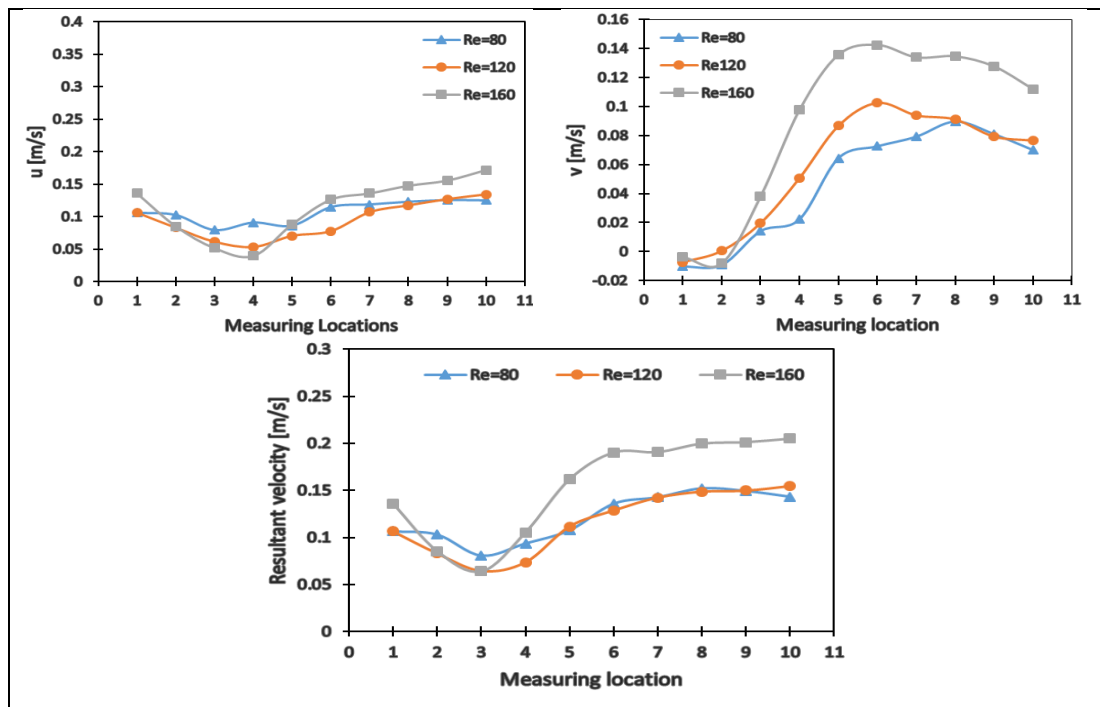 u [m/s]
0.4
0.35
0.3
0.25
0.2
0.15
0.1
0.05
0
Re=80
Re=120
Re=160
0 1 2 3 4 5 6 7 8 9 10 11
Measuring Locations
v [m/s]
0.16
0.14
0.12
0.1
0.08
0.06
0.04
0.02
0
-0.02
Re=80
Re120
Re=160
0 1 2 3 4 5 6 7 8 9 10 11
Measuring location
Resultant velocity [m/s]
0.3
0.25
0.2
0.15
0.1
0.05
0
Re=80 Re=120 Re=160
0 1 2 3 4 5 6 7 8 9 10 11
Measuring location